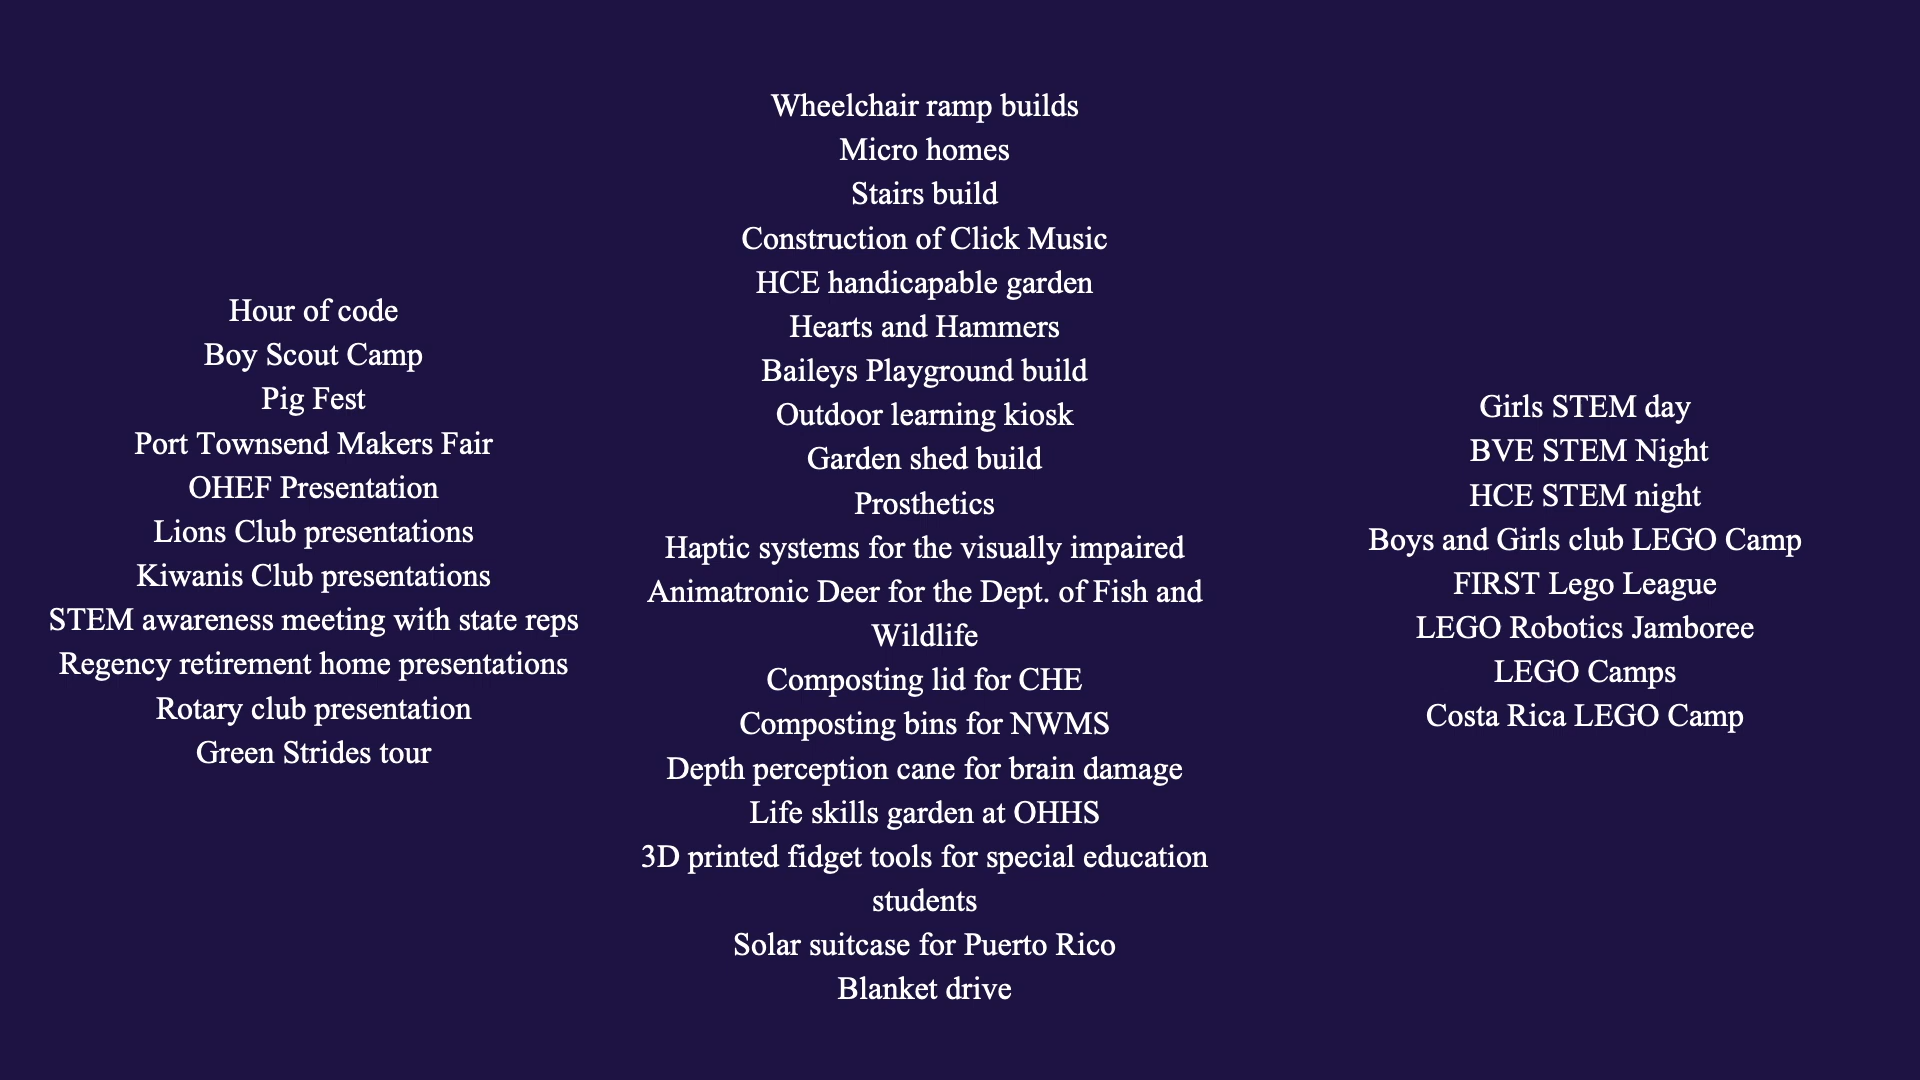 Hour of code
Boy Scout Camp
Pig Fest
Port Townsend Makers Fair
OHEF Presentation
Lions Club presentations
Kiwanis Club presentations
STEM awareness meeting with state reps
Regency retirement home presentations
Rotary club presentation
Green Strides tour
Wheelchair ramp builds
Micro homes
Stairs build
Construction of Click Music
HCE handicapable garden
Hearts and Hammers
Baileys Playground build
Outdoor learning kiosk
Garden shed build
Prosthetics
Haptic systems for the visually impaired
Animatronic Deer for the Dept. of Fish and
Wildlife
Composting lid for CHE
Composting bins for NWMS
Depth perception cane for brain damage
Life skills garden at OHHS
3D printed fidget tools for special education
students
Solar suitcase for Puerto Rico
Blanket drive
Girls STEM day
BVE STEM Night
HCE STEM night
Boys and Girls club LEGO Camp
FIRST Lego League
LEGO Robotics Jamboree
LEGO Camps
Costa Rica LEGO Camp